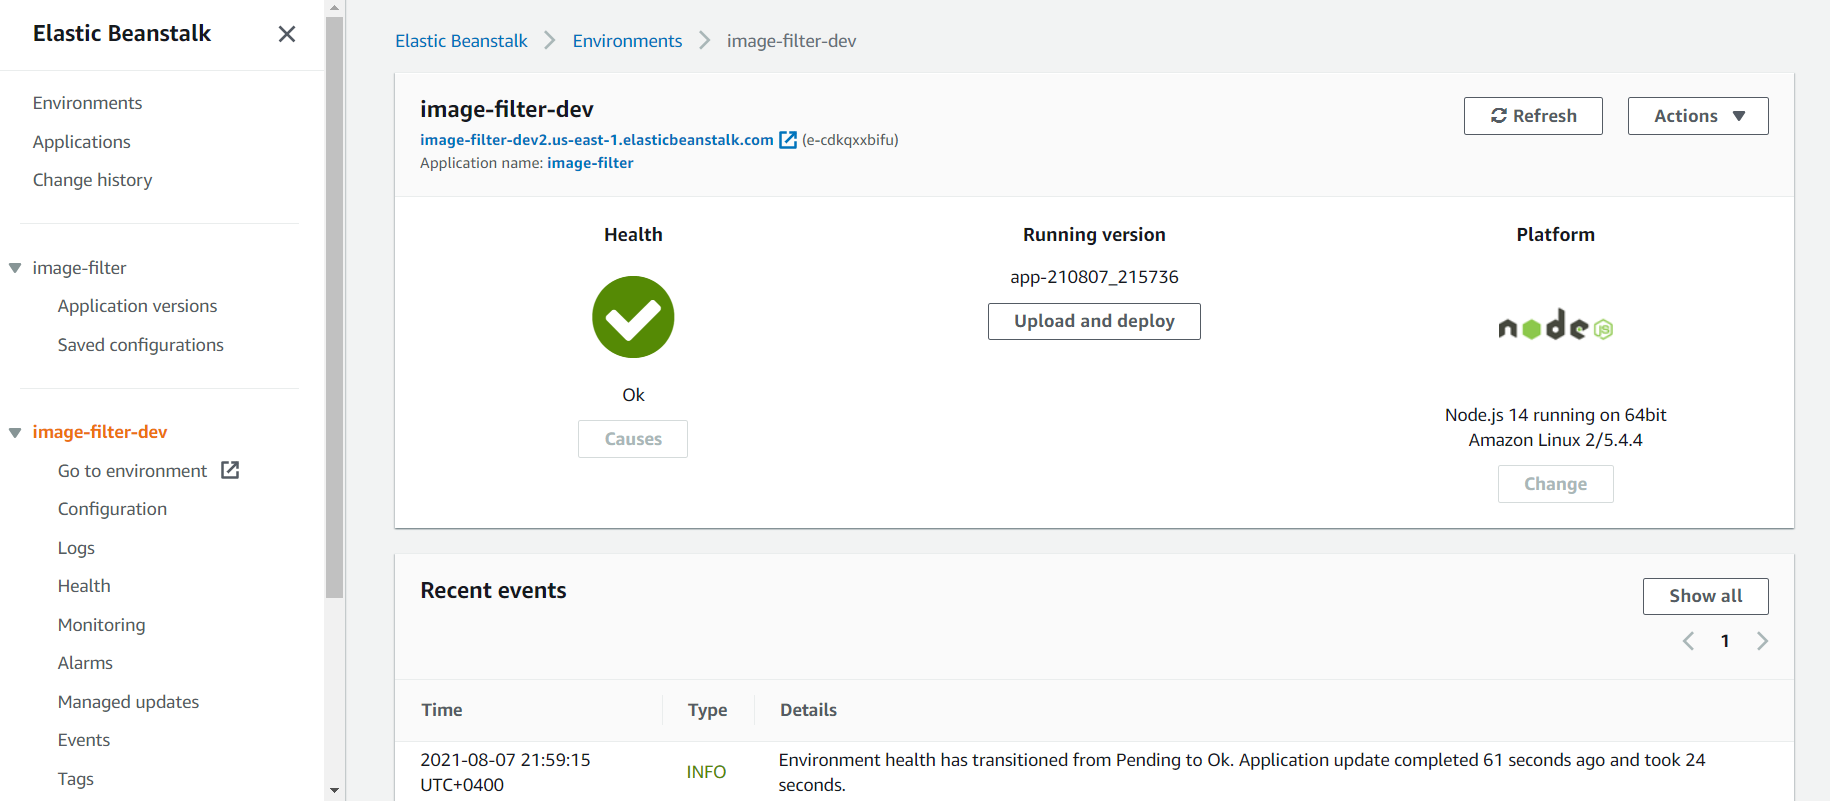 Elastic Beanstalk
Environments
Applications
Change history
image-filter
Application versions
Saved configurations
image-filter-dev
Go to environment
Configuration
Logs
Health
Monitoring
Alarms
Managed updates
Events
Tags
Elastic Beanstalk > Environments > image-filter-dev
image-filter-dev
image-filter-dev2.us-east-1.elasticbeanstalk.com (e-cdkqxxbifu)
Application name: image-filter
Refresh
Actions
Health
Ok
Causes
Running version
app-210807_215736
Upload and deploy
Platform
node JS
Node.js 14 running on 64bit
Amazon Linux 2/5.4.4
Change
Recent events
Show all
1
Time Type Details
2021-08-07 21:59:15
UTC+0400
INFO
Environment health has transitioned from Pending to Ok. Application update completed 61 seconds ago and took 24
seconds.